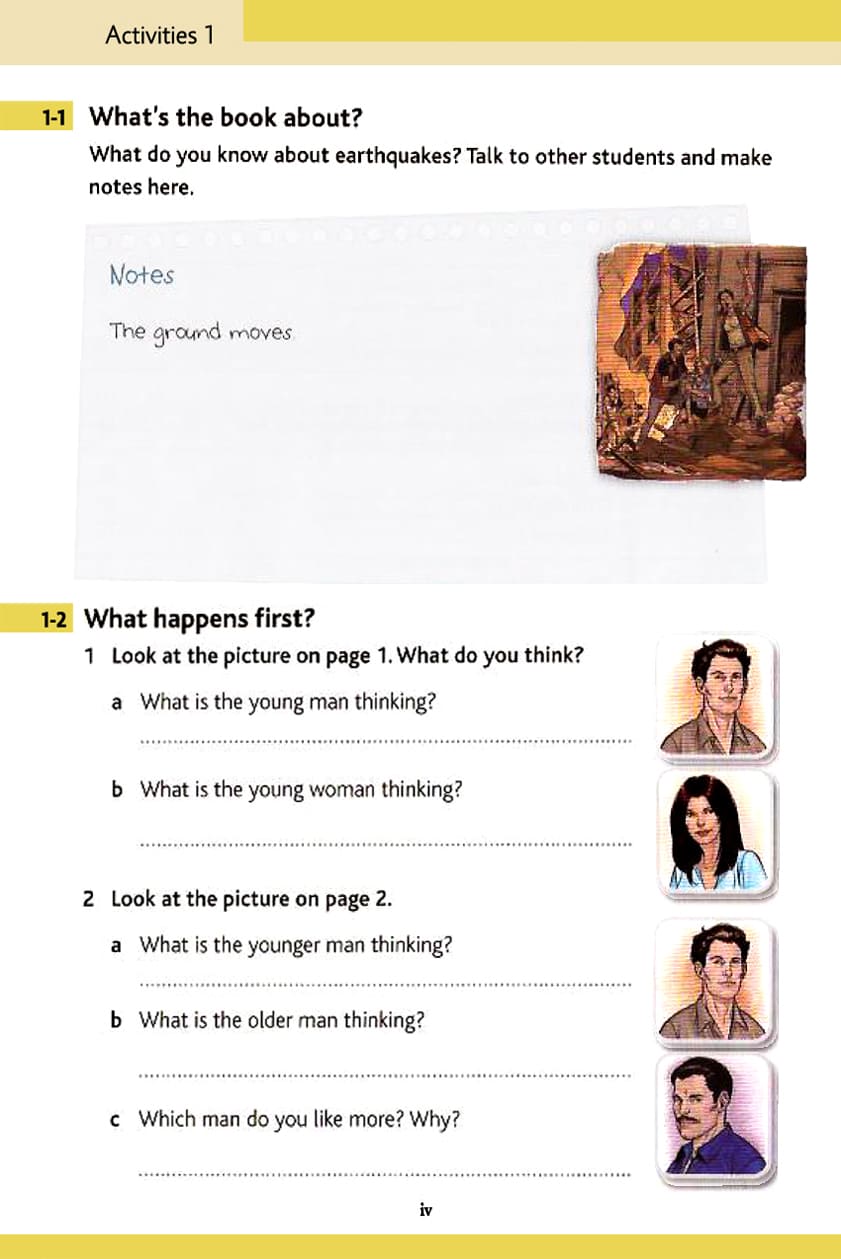 Activities 1
1-1 What's the book about?
What do you know about earthquakes? Talk to other students and make
notes here.
Notes
The ground moves.
1-2 What happens first?
1 Look at the picture on page 1. What do you think?
a What is the young man thinking?
b What is the young woman thinking?
2 Look at the picture on page 2.
a What is the younger man thinking?
b What is the older man thinking?
c Which man do you like more? Why?
iv